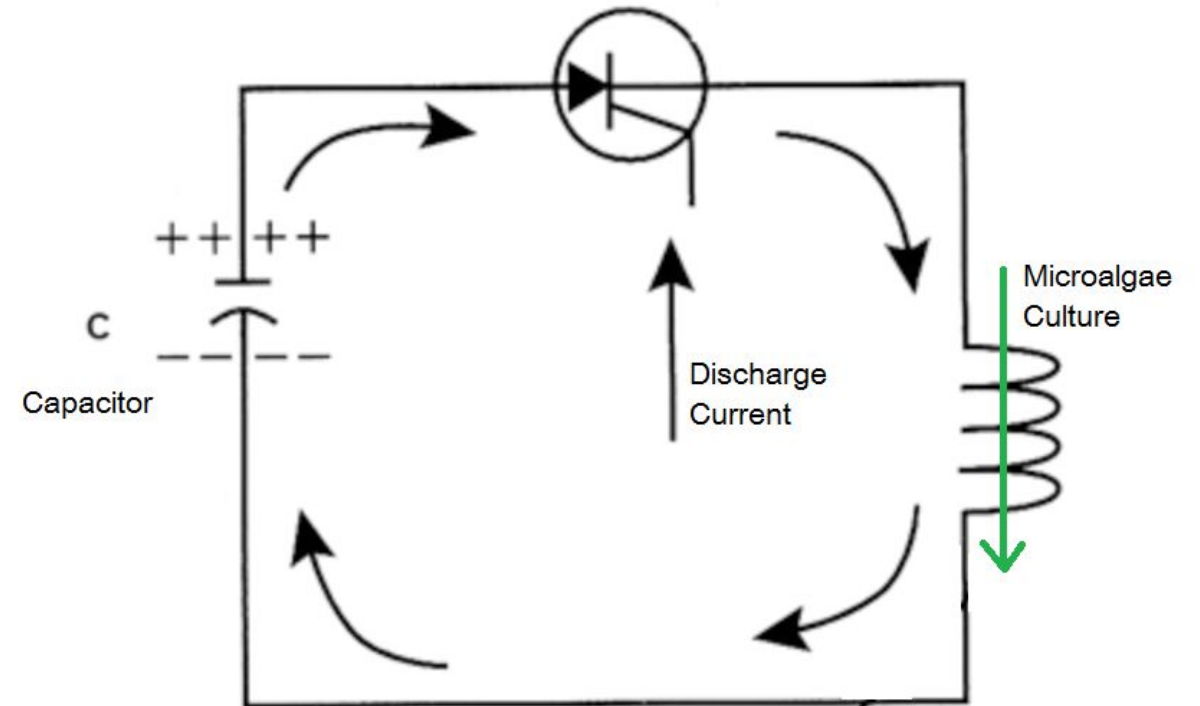 ++++
C
----
Capacitor
Discharge
Current
Microalgae
Culture